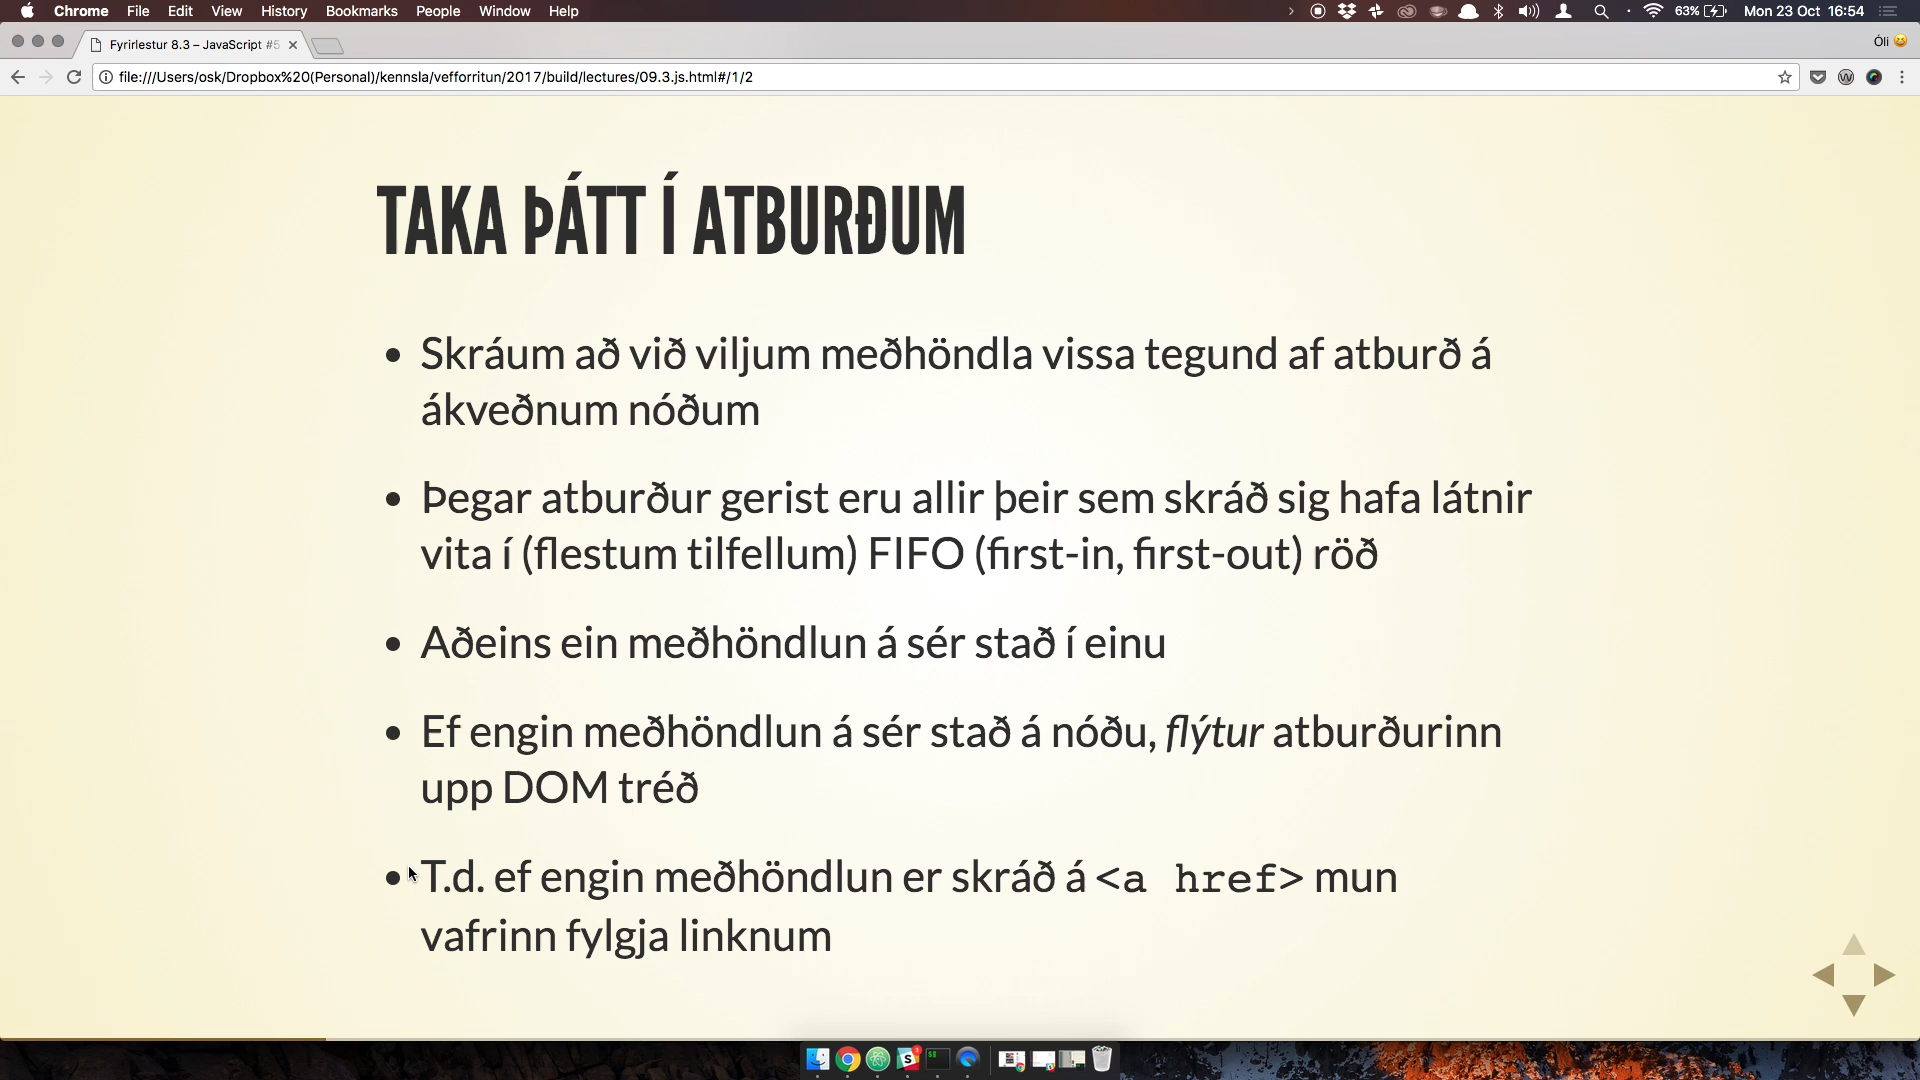 Chrome File Edit View History Bookmarks People Window Help 63% Mon 23 Oct 16:54
Fyrirlestur 8.3 – JavaScript #5 Óli
file:///Users/osk/Dropbox%20(Personal)/kennsla/vefforritun/2017/build/lectures/09.3.js.html#/1/2
TAKA ÞÁTT Í ATBURÐUM
• Skráum að við viljum meðhöndla vissa tegund af atburð á
ákveðnum nóðum
• Þegar atburður gerist eru allir þeir sem skráð sig hafa látnir
vita í (flestum tilfellum) FIFO (first-in, first-out) röð
• Aðeins ein meðhöndlun á sér stað í einu
• Ef engin meðhöndlun á sér stað á nóðu, flýtur atburðurinn
upp DOM tréð
• T.d. ef engin meðhöndlun er skráð á <a href> mun
vafrinn fylgja linknum